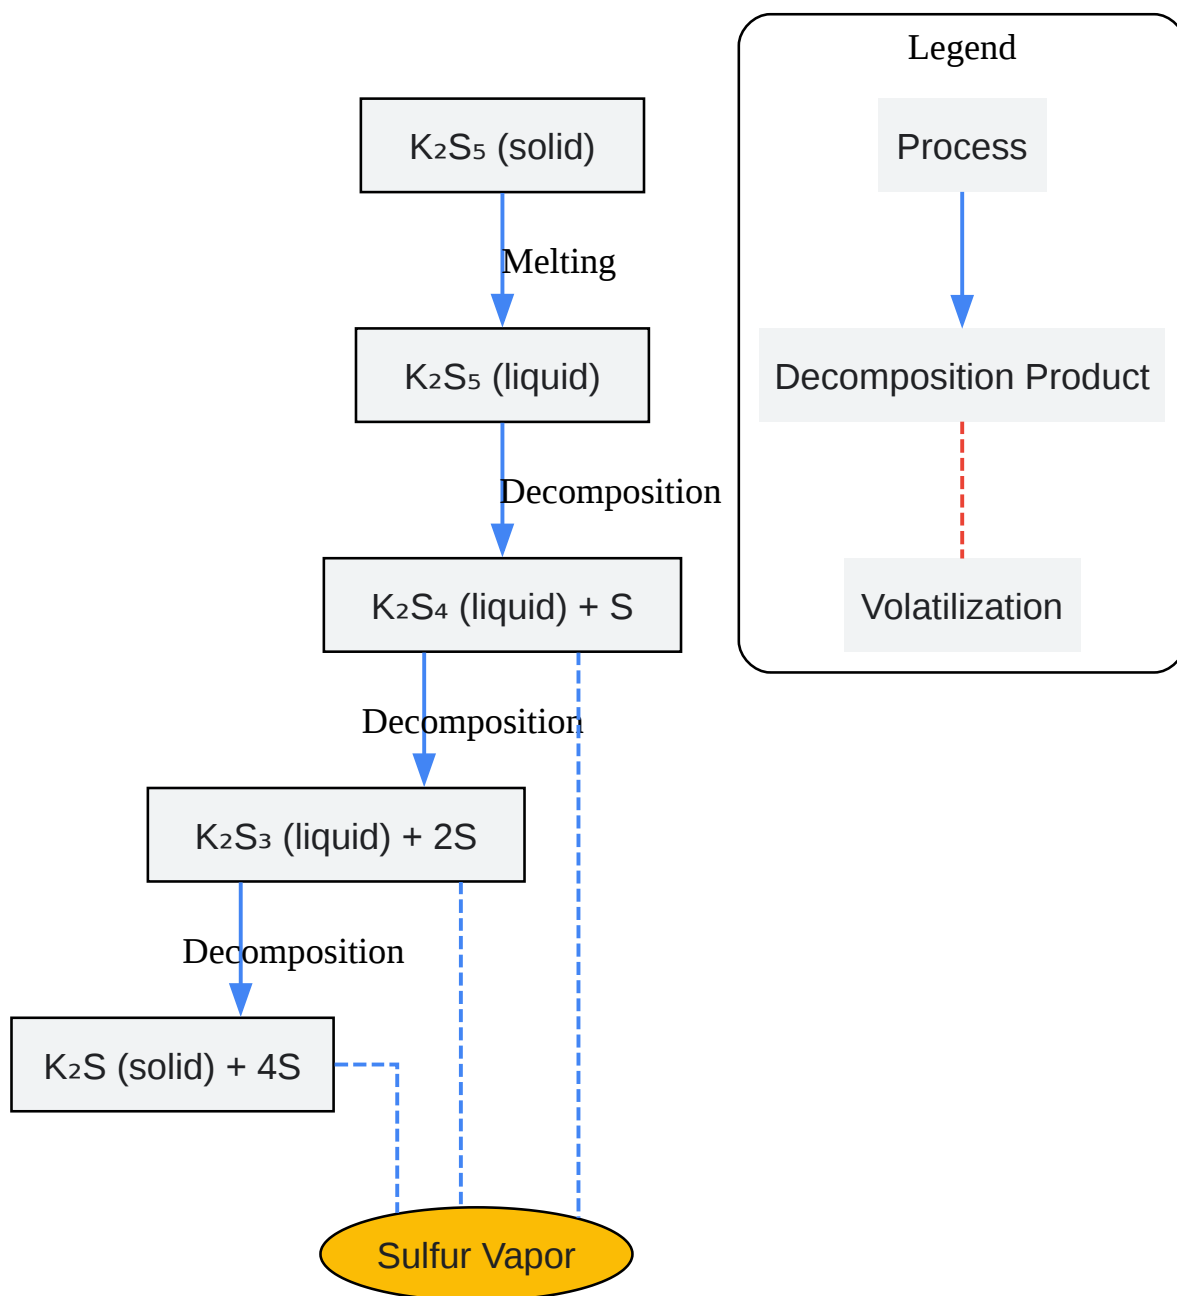 Legend
K₂S₅ (solid)
Process
Melting
K₂S₅ (liquid)
Decomposition Product
Decomposition
K₂S₄ (liquid) + S
Volatilization
Decomposition
K₂S₃ (liquid) + 2S
Decomposition
K₂S (solid) + 4S
Sulfur Vapor